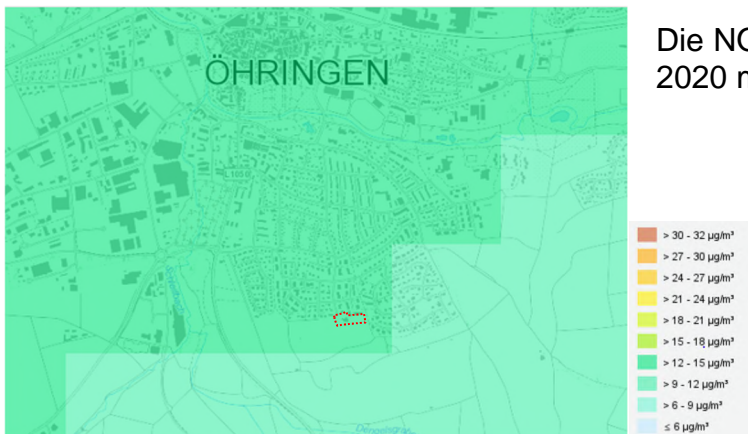 Die NO
2020 m
ÖHRINGEN
L 1050
> 30 - 32 µg/m³
> 27 - 30 µg/m³
> 24 - 27 µg/m³
> 21 - 24 µg/m³
> 18 - 21 µg/m³
> 15 - 18 µg/m³
> 12 - 15 µg/m³
> 9 - 12 µg/m³
> 6 - 9 µg/m³
≤ 6 µg/m³